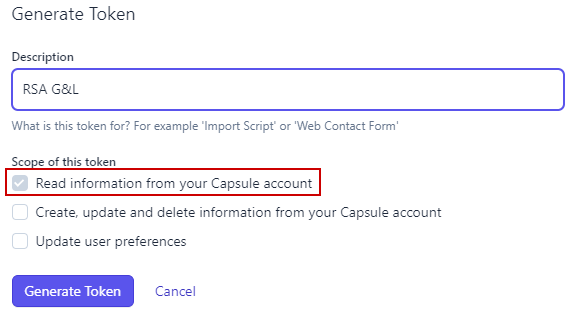 Generate Token
Description
RSA G&L
What is this token for? For example 'Import Script' or 'Web Contact Form'
Scope of this token
Read information from your Capsule account
Create, update and delete information from your Capsule account
Update user preferences
Generate Token Cancel